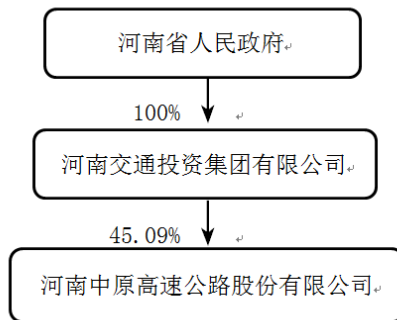 河南省人民政府
100%
河南交通投资集团有限公司
45.09%
河南中原高速公路股份有限公司